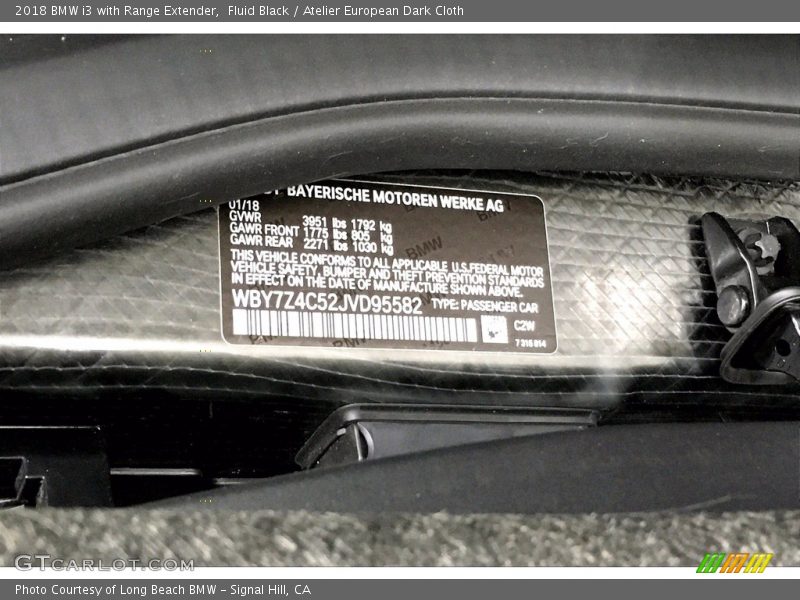 2018 BMW i3 with Range Extender,  Fluid Black / Atelier European Dark Cloth
BAYERISCHE MOTOREN WERKE AG
01/18
GVWR 3951 lbs 1792 kg
GAWR FRONT 1775 lbs 805 kg
GAWR REAR 2271 lbs 1030 kg
THIS VEHICLE CONFORMS TO ALL APPLICABLE U.S.FEDERAL MOTOR
VEHICLE SAFETY, BUMPER AND THEFT PREVENTION STANDARDS
IN EFFECT ON THE DATE OF MANUFACTURE SHOWN ABOVE.
WBY7Z4C52JVD95582 TYPE: PASSENGER CAR
C2W
7 316 814
GTcarlot.com
Photo Courtesy of Long Beach BMW - Signal Hill, CA